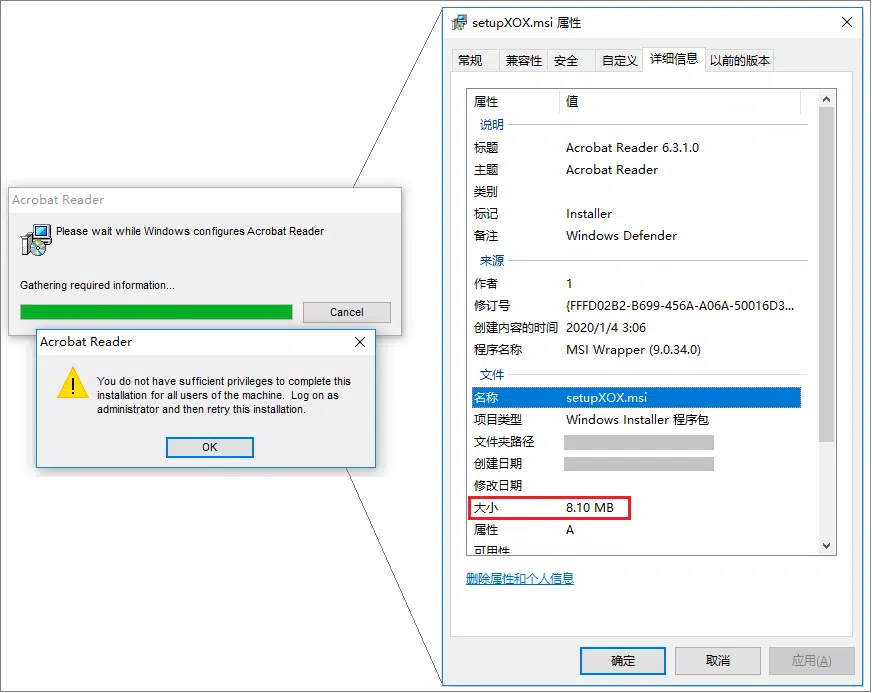 Acrobat Reader
Please wait while Windows configures Acrobat Reader
Gathering required information...
Cancel
Acrobat Reader
You do not have sufficient privileges to complete this
installation for all users of the machine. Log on as
administrator and then retry this installation.
OK
setupXOX.msi 属性
常规 兼容性 安全 自定义 详细信息 以前的版本
属性 值
说明
标题 Acrobat Reader 6.3.1.0
主题 Acrobat Reader
类别
标记 Installer
备注 Windows Defender
来源
作者 1
修订号 {FFFD02B2-B699-456A-A06A-50016D3...
创建内容的时间 2020/1/4 3:06
程序名称 MSI Wrapper (9.0.34.0)
文件
名称 setupXOX.msi
项目类型 Windows Installer 程序包
文件夹路径
创建日期
修改日期
大小 8.10 MB
属性 A
可用性
删除属性和个人信息
确定 取消 应用(A)